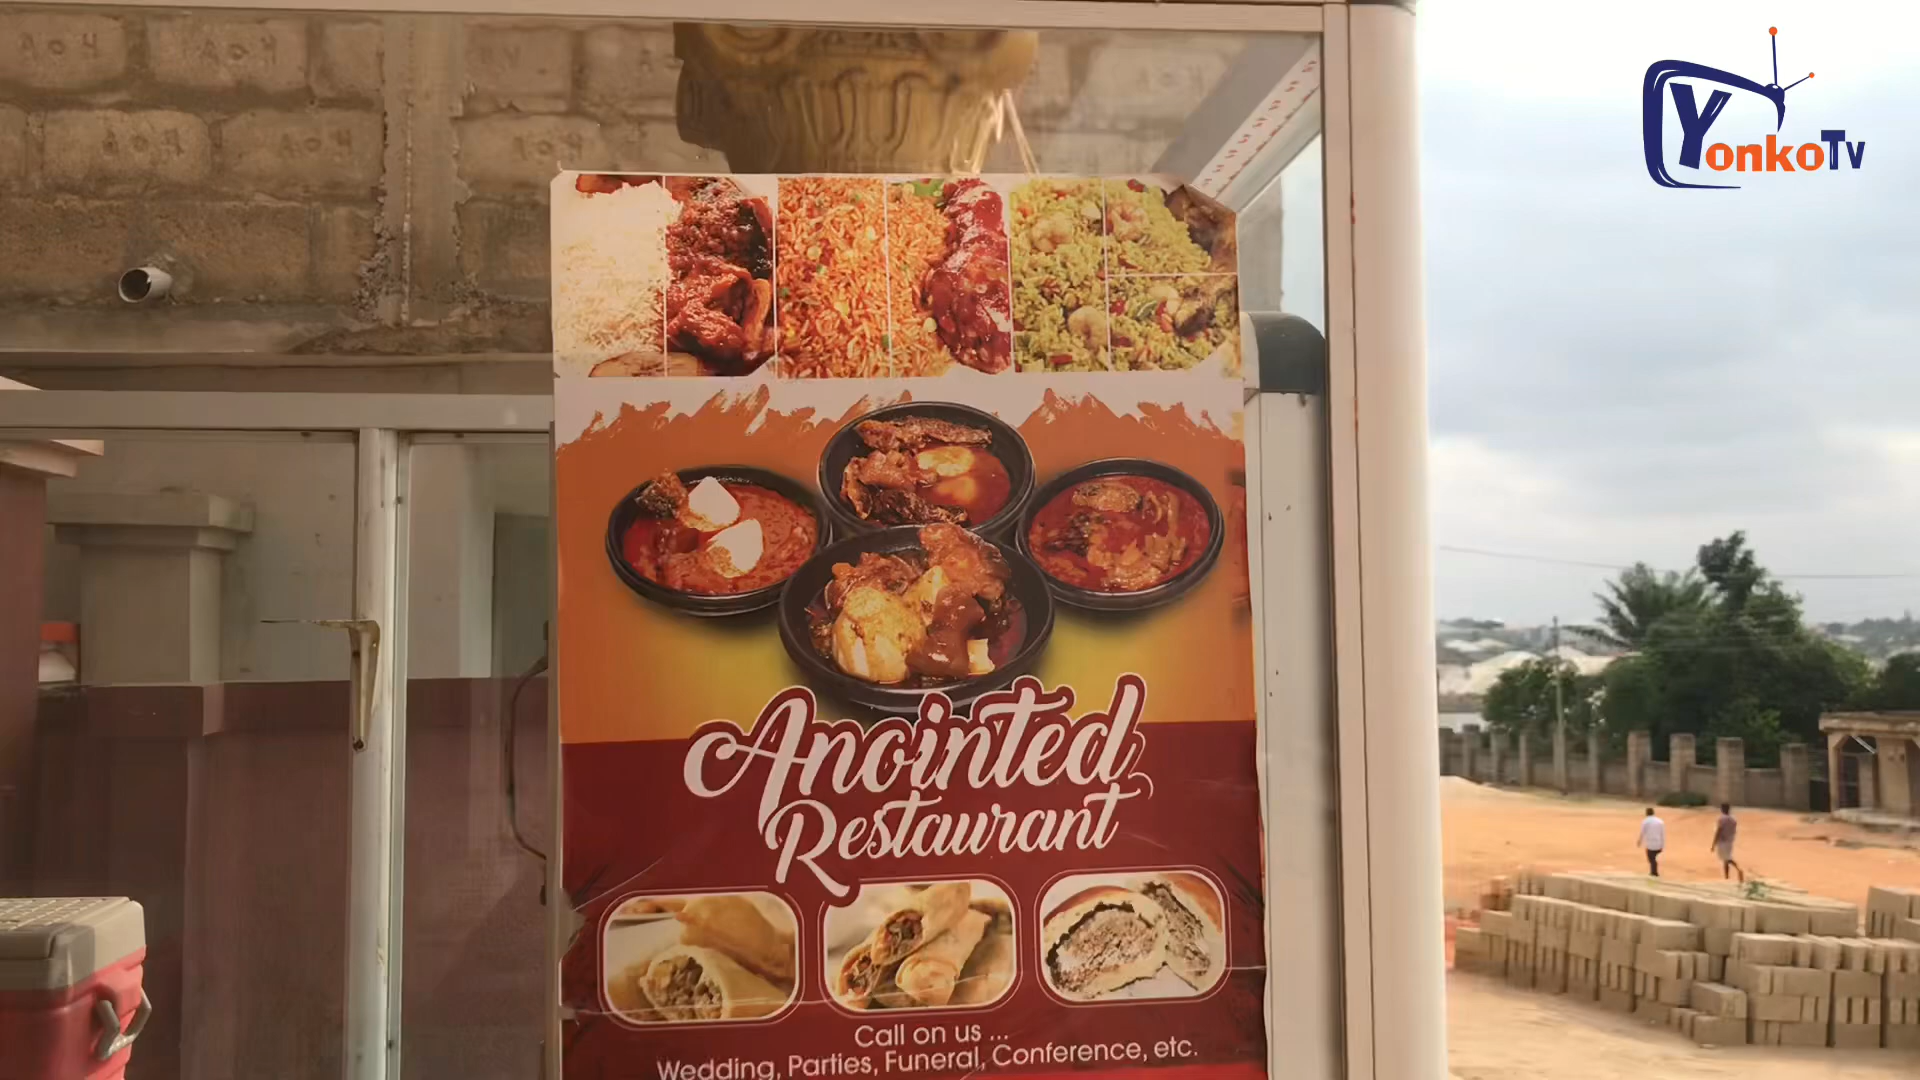 YonkoTv
Anointed
Restaurant
Call on us ...
Wedding, Parties, Funeral, Conference, etc.